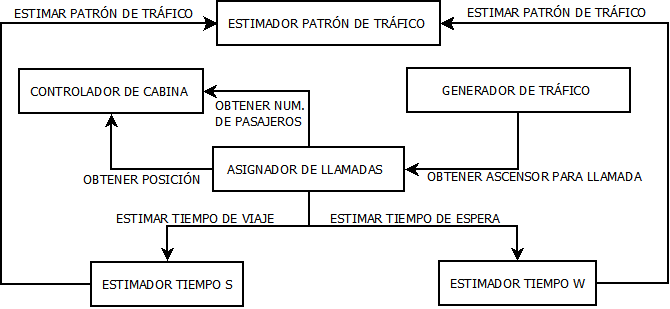 ESTIMAR PATRÓN DE TRÁFICO
ESTIMAR PATRÓN DE TRÁFICO
ESTIMADOR PATRÓN DE TRÁFICO
CONTROLADOR DE CABINA
GENERADOR DE TRÁFICO
OBTENER NUM.
DE PASAJEROS
ASIGNADOR DE LLAMADAS
OBTENER POSICIÓN
OBTENER ASCENSOR PARA LLAMADA
ESTIMAR TIEMPO DE VIAJE
ESTIMAR TIEMPO DE ESPERA
ESTIMADOR TIEMPO S
ESTIMADOR TIEMPO W